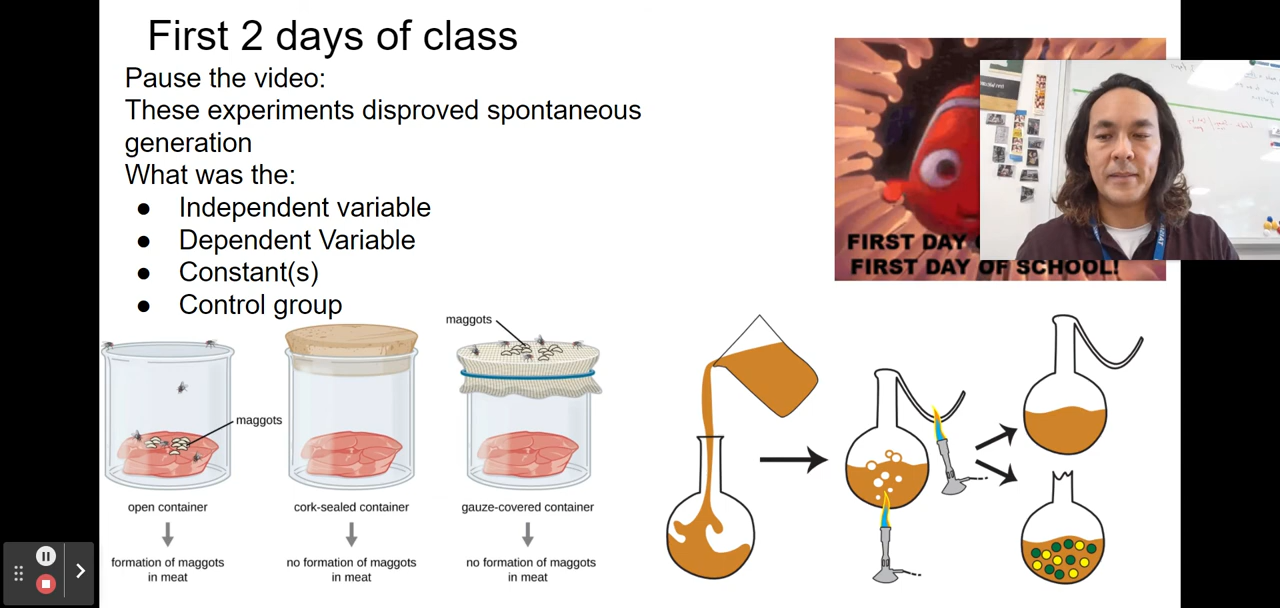 First 2 days of class
Pause the video:
These experiments disproved spontaneous
generation
What was the:
● Independent variable
● Dependent Variable
● Constant(s)
● Control group
FIRST DAY
FIRST DAY OF SCHOOL!
maggots
maggots
open container
cork-sealed container
gauze-covered container
formation of maggots
in meat
no formation of maggots
in meat
no formation of maggots
in meat